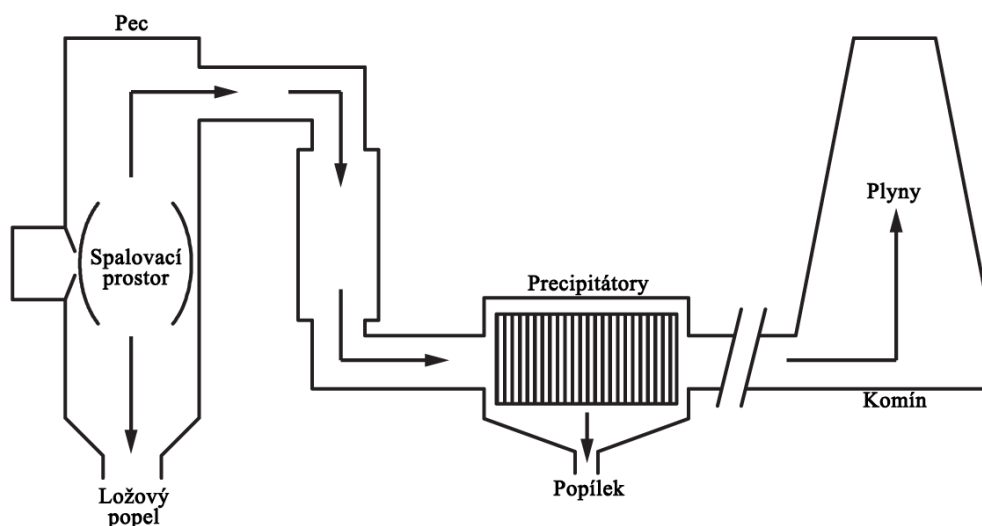 Pec
Spalovací
prostor
Ložový
popel
Precipitátory
Popílek
Plyny
Komín